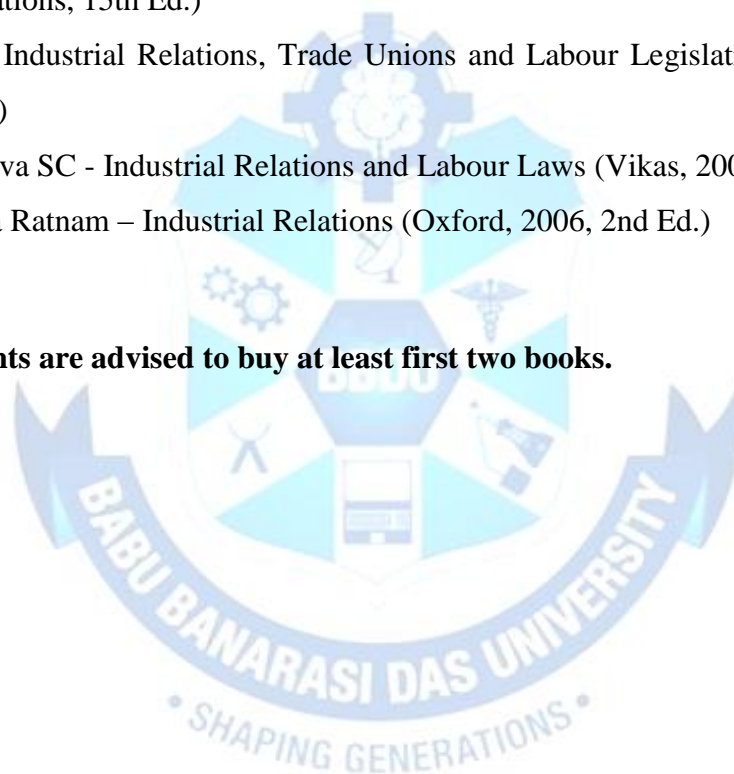 ations, 15th Ed.)
Industrial Relations, Trade Unions and Labour Legislat
)
va SC - Industrial Relations and Labour Laws (Vikas, 200
Ratnam – Industrial Relations (Oxford, 2006, 2nd Ed.)
nts are advised to buy at least first two books.
BBDU
BABU BANARASI DAS UNIVERSITY
• SHAPING GENERATIONS •